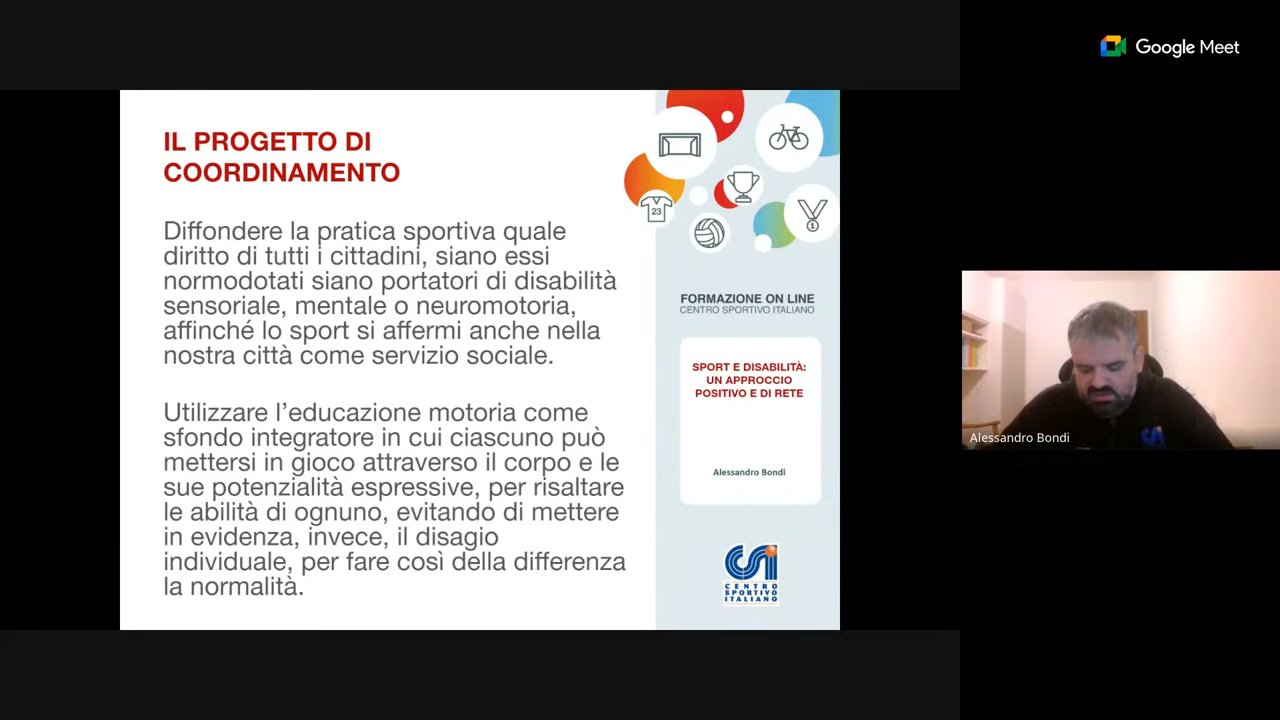 Google Meet
IL PROGETTO DI
COORDINAMENTO
Diffondere la pratica sportiva quale
diritto di tutti i cittadini, siano essi
normodotati siano portatori di disabilità
sensoriale, mentale o neuromotoria,
affinché lo sport si affermi anche nella
nostra città come servizio sociale.
Utilizzare l'educazione motoria come
sfondo integratore in cui ciascuno può
mettersi in gioco attraverso il corpo e le
sue potenzialità espressive, per risaltare
le abilità di ognuno, evitando di mettere
in evidenza, invece, il disagio
individuale, per fare così della differenza
la normalità.
23
1
FORMAZIONE ON LINE
CENTRO SPORTIVO ITALIANO
SPORT E DISABILITÀ:
UN APPROCCIO
POSITIVO E DI RETE
Alessandro Bondi
CSI
CENTRO
SPORTIVO
ITALIANO
Alessandro Bondi